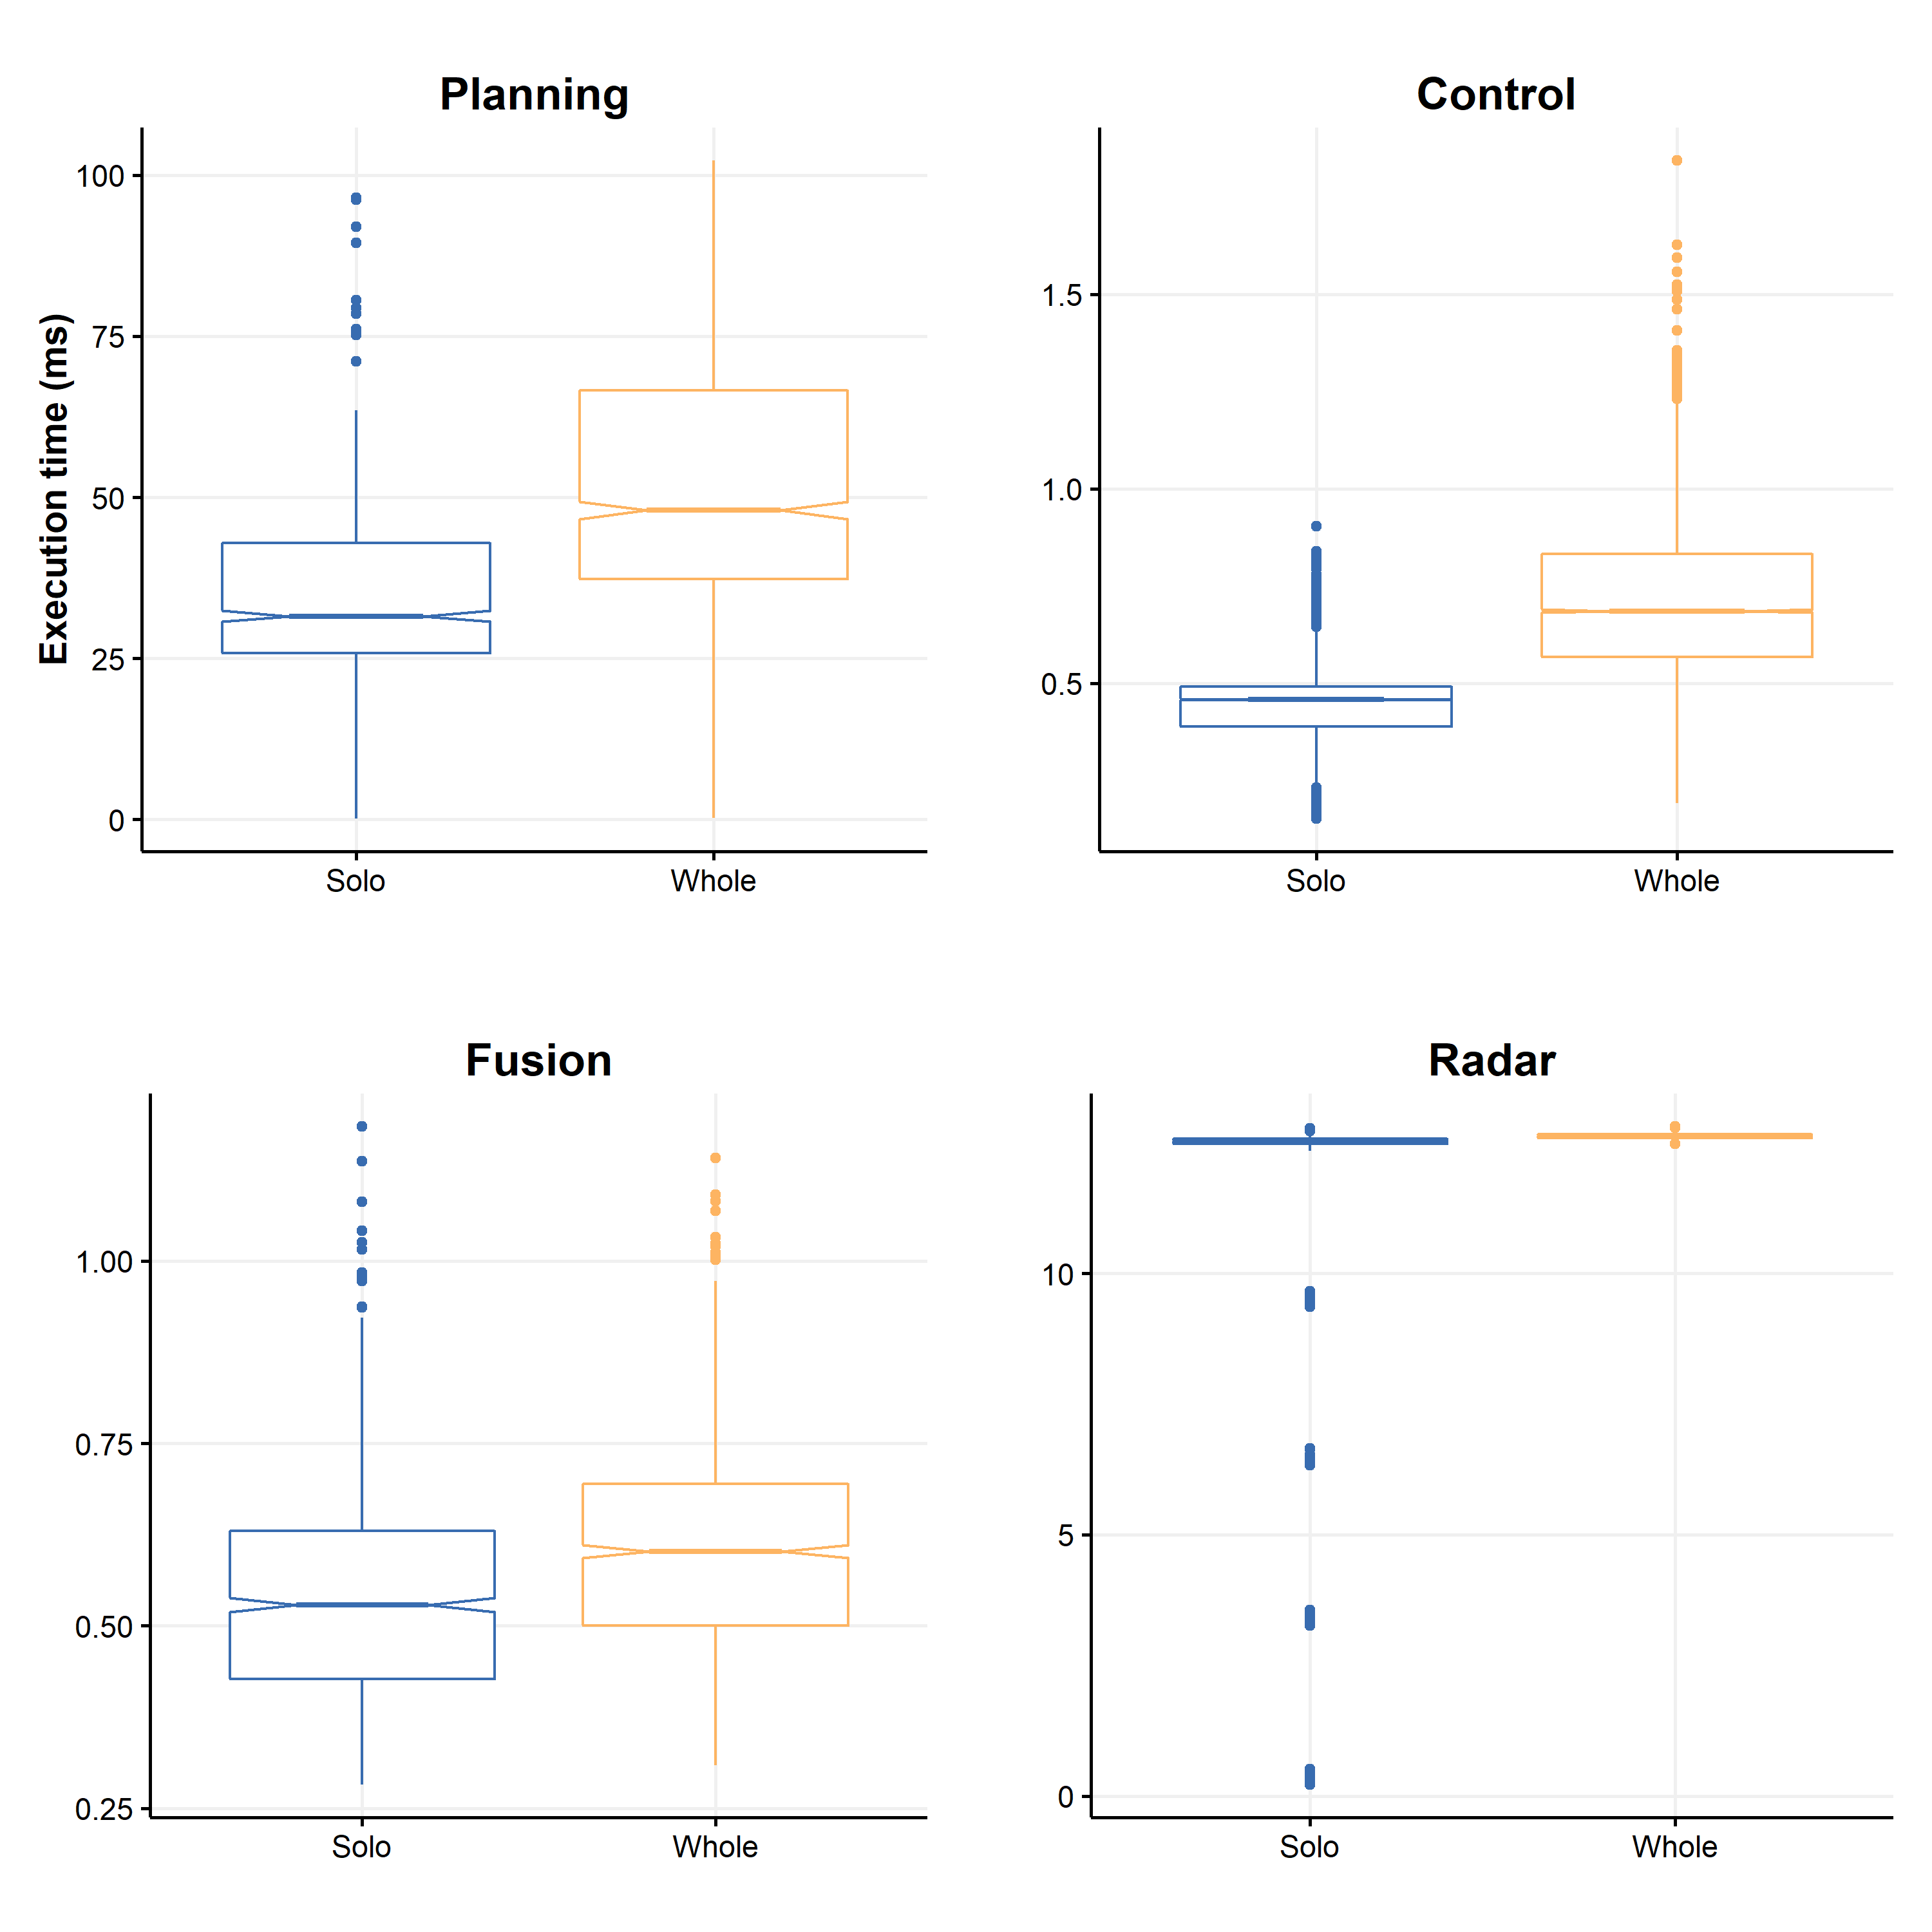 Planning
Execution time (ms)
100
75
50
25
0
Solo Whole
Control
1.5
1.0
0.5
Solo Whole
Fusion
1.00
0.75
0.50
0.25
Solo Whole
Radar
10
5
0
Solo Whole